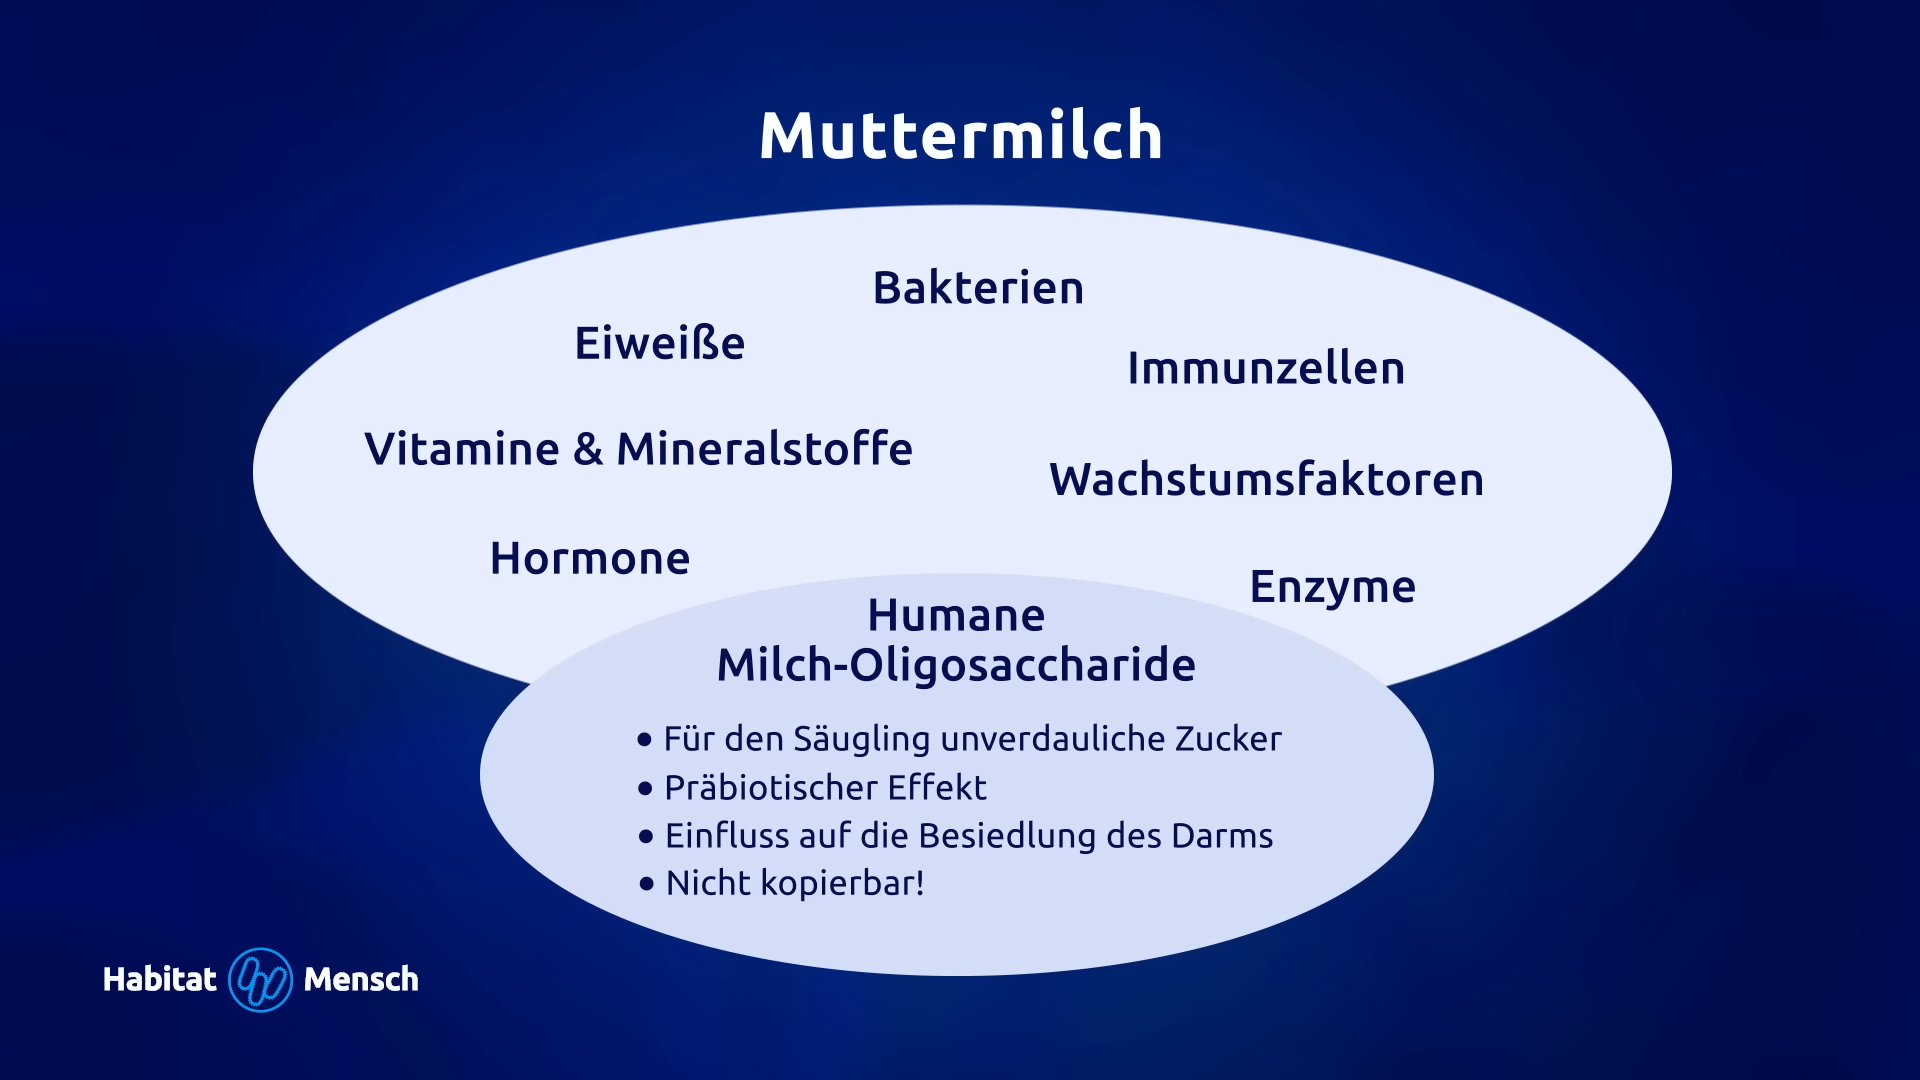 Muttermilch
Bakterien
Eiweiße
Immunzellen
Vitamine & Mineralstoffe
Wachstumsfaktoren
Hormone
Enzyme
Humane
Milch-Oligosaccharide
• Für den Säugling unverdauliche Zucker
• Präbiotischer Effekt
• Einfluss auf die Besiedlung des Darms
• Nicht kopierbar!
Habitat Mensch